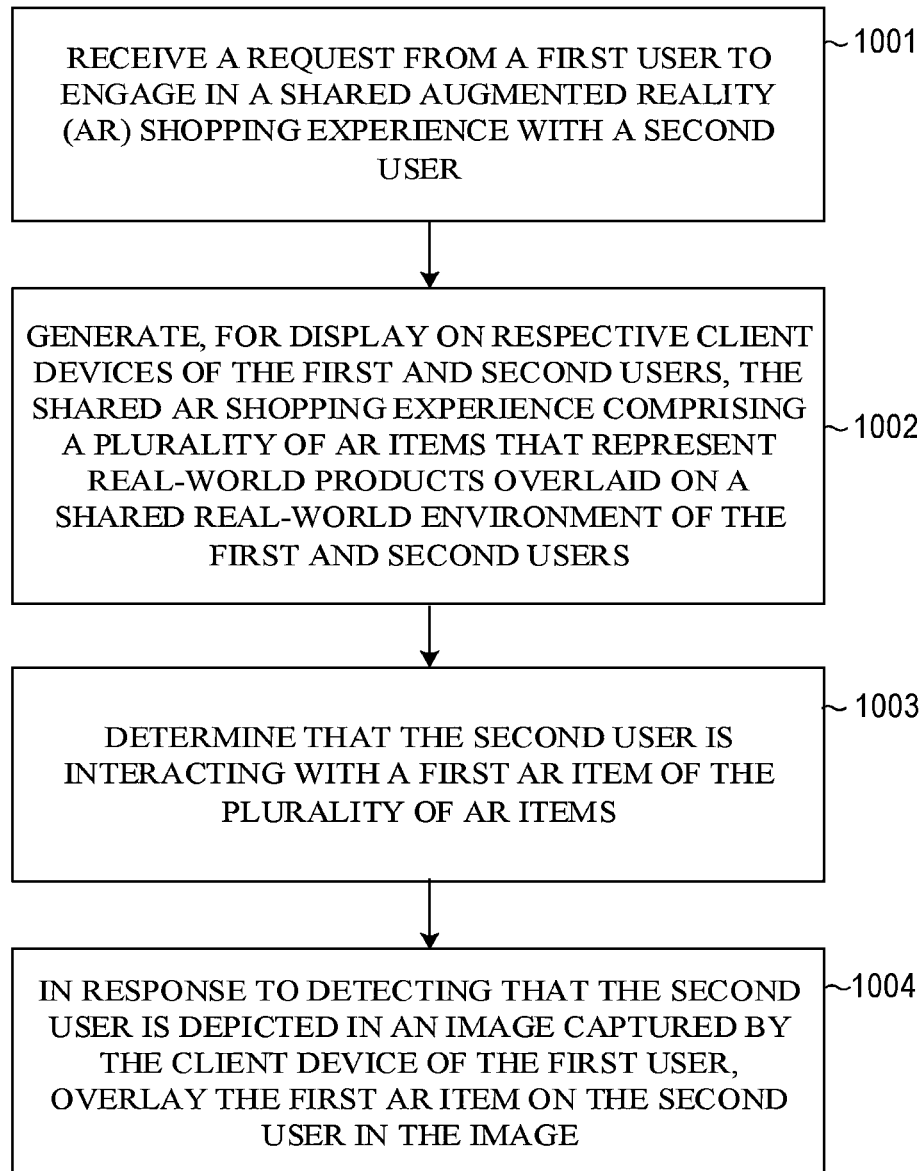 RECEIVE A REQUEST FROM A FIRST USER TO
ENGAGE IN A SHARED AUGMENTED REALITY
(AR) SHOPPING EXPERIENCE WITH A SECOND
USER
~ 1001
GENERATE, FOR DISPLAY ON RESPECTIVE CLIENT
DEVICES OF THE FIRST AND SECOND USERS, THE
SHARED AR SHOPPING EXPERIENCE COMPRISING
A PLURALITY OF AR ITEMS THAT REPRESENT
REAL-WORLD PRODUCTS OVERLAID ON A
SHARED REAL-WORLD ENVIRONMENT OF THE
FIRST AND SECOND USERS
~ 1002
DETERMINE THAT THE SECOND USER IS
INTERACTING WITH A FIRST AR ITEM OF THE
PLURALITY OF AR ITEMS
~ 1003
IN RESPONSE TO DETECTING THAT THE SECOND
USER IS DEPICTED IN AN IMAGE CAPTURED BY
THE CLIENT DEVICE OF THE FIRST USER,
OVERLAY THE FIRST AR ITEM ON THE SECOND
USER IN THE IMAGE
~1004